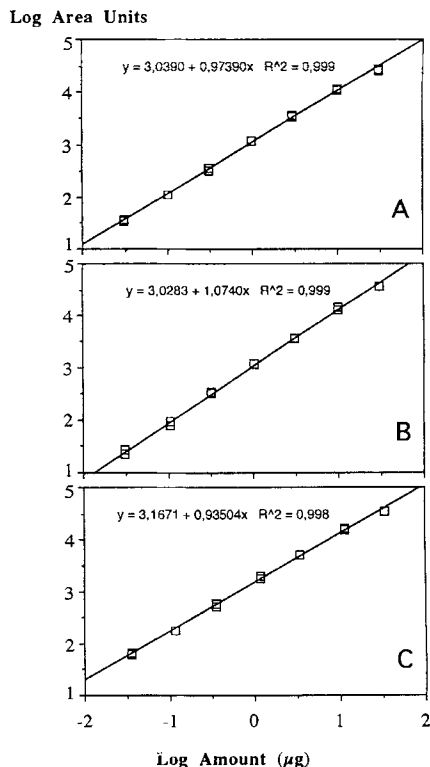 Log Area Units
5
y = 3,0390 + 0,97390x R^2 = 0,999
4
3
2
A
1
5
y = 3,0283 + 1,0740x R^2 = 0,999
4
3
2
B
1
5
y = 3,1671 + 0,93504x R^2 = 0,998
4
3
2
C
1
-2 -1 0 1 2
Log Amount (µg)